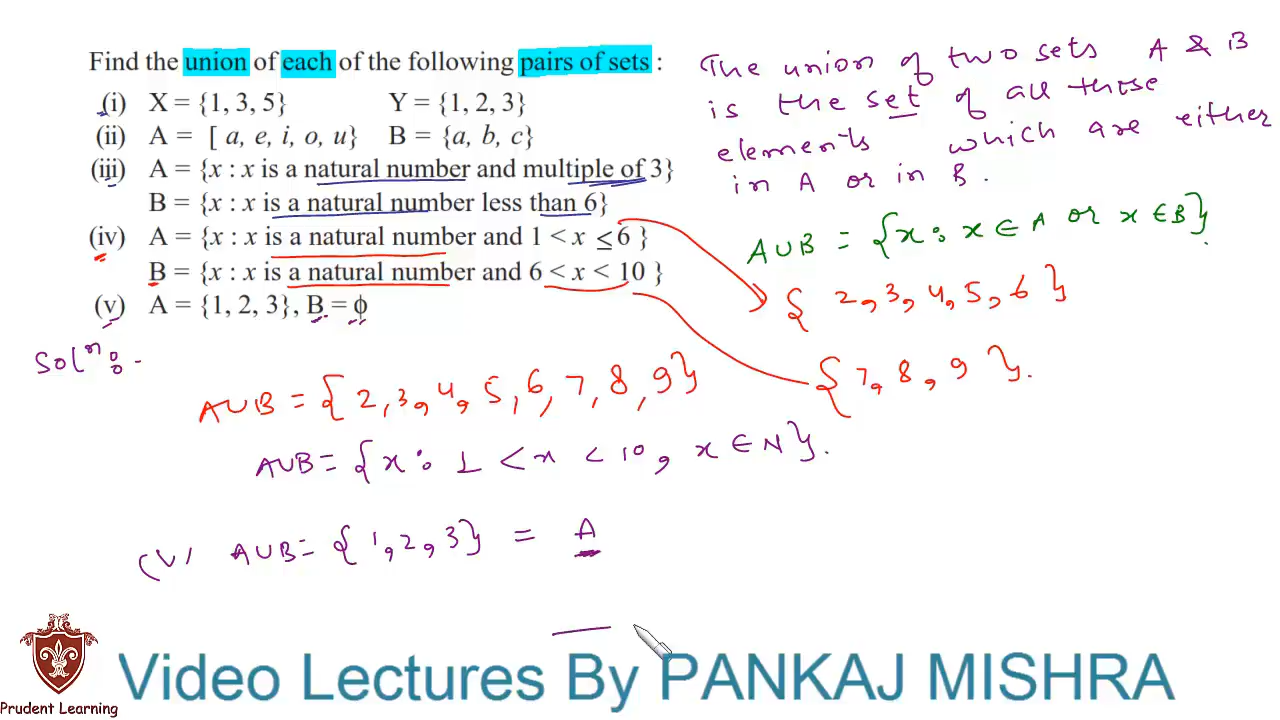 Find the union of each of the following pairs of sets :
(i) X = {1, 3, 5} Y = {1, 2, 3}
(ii) A = [ a, e, i, o, u} B = {a, b, c}
(iii) A = {x : x is a natural number and multiple of 3}
B = {x : x is a natural number less than 6}
(iv) A = {x : x is a natural number and 1 < x ≤ 6 }
B = {x : x is a natural number and 6 < x < 10 }
(v) A = {1, 2, 3}, B = ϕ
The union of two sets A & B
is the set of all those
elements which are either
in A or in B.
A∪B = {x : x ∈ A or x ∈ B}.
{ 2, 3, 4, 5, 6 }
{ 7, 8, 9 }.
Solⁿ :-
A∪B = { 2, 3, 4, 5, 6, 7, 8, 9}
A∪B = {x : 1 < x < 10, x ∈ N}.
(v) A∪B = { 1, 2, 3} = A
Prudent Learning
Video Lectures By PANKAJ MISHRA